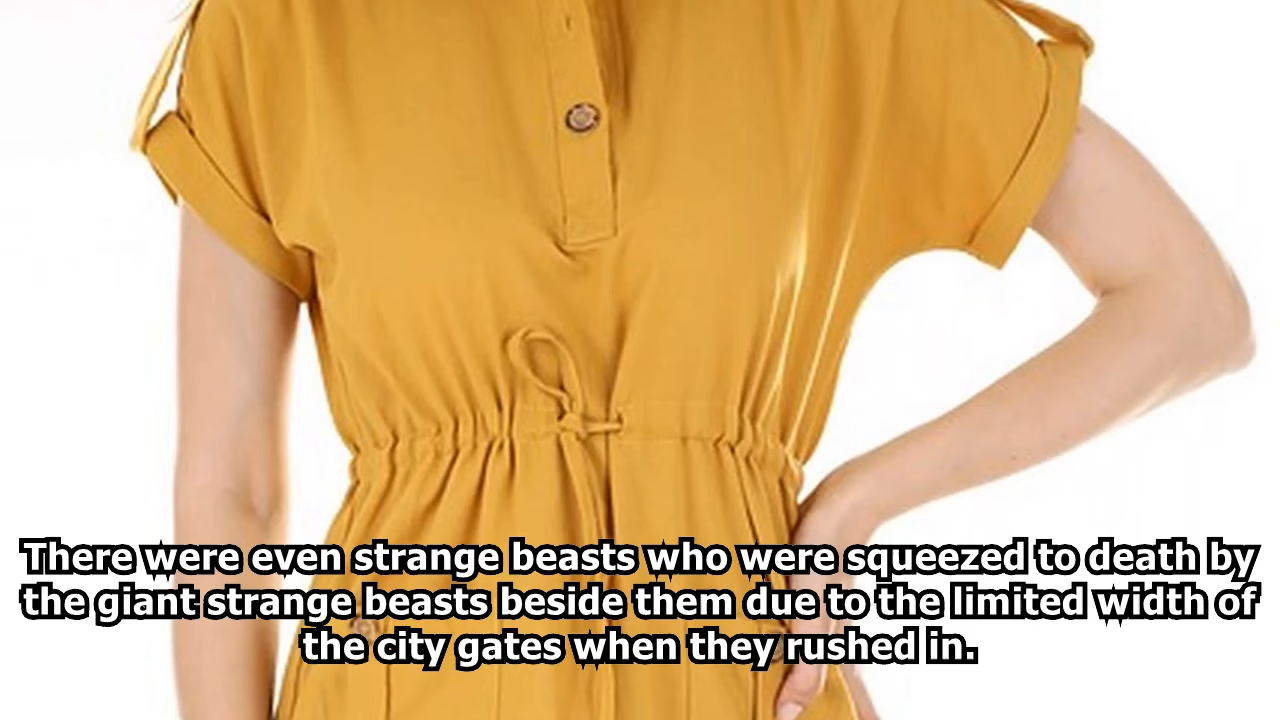 There were even strange beasts who were squeezed to death by
the giant strange beasts beside them due to the limited width of
the city gates when they rushed in.